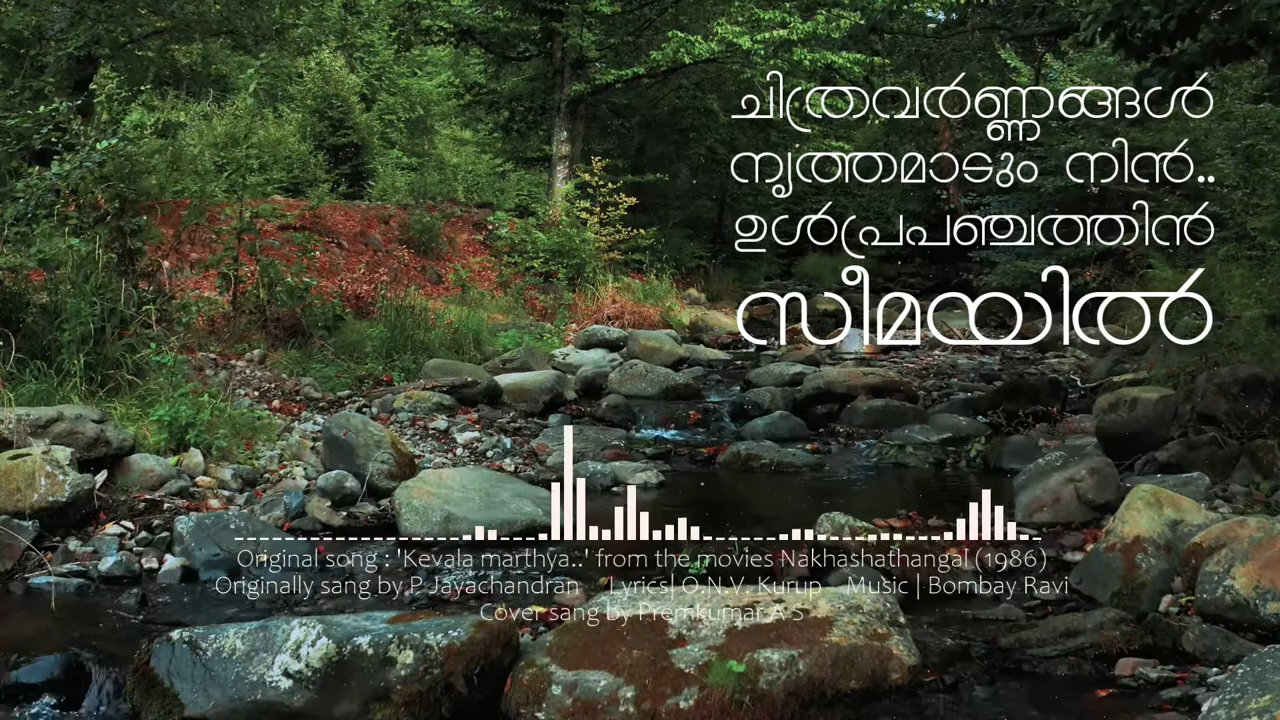 ചിത്രവർണ്ണങ്ങൾ
നൃത്തമാടും നിൻ..
ഉൾപ്രപഞ്ചത്തിൻ
സീമയിൽ
Original song : 'Kevala marthya..' from the movies Nakhashathangal (1986)
Originally sang by P. Jayachandran Lyrics| O.N.V. Kurup Music | Bombay Ravi
Cover sang by Premkumar A S